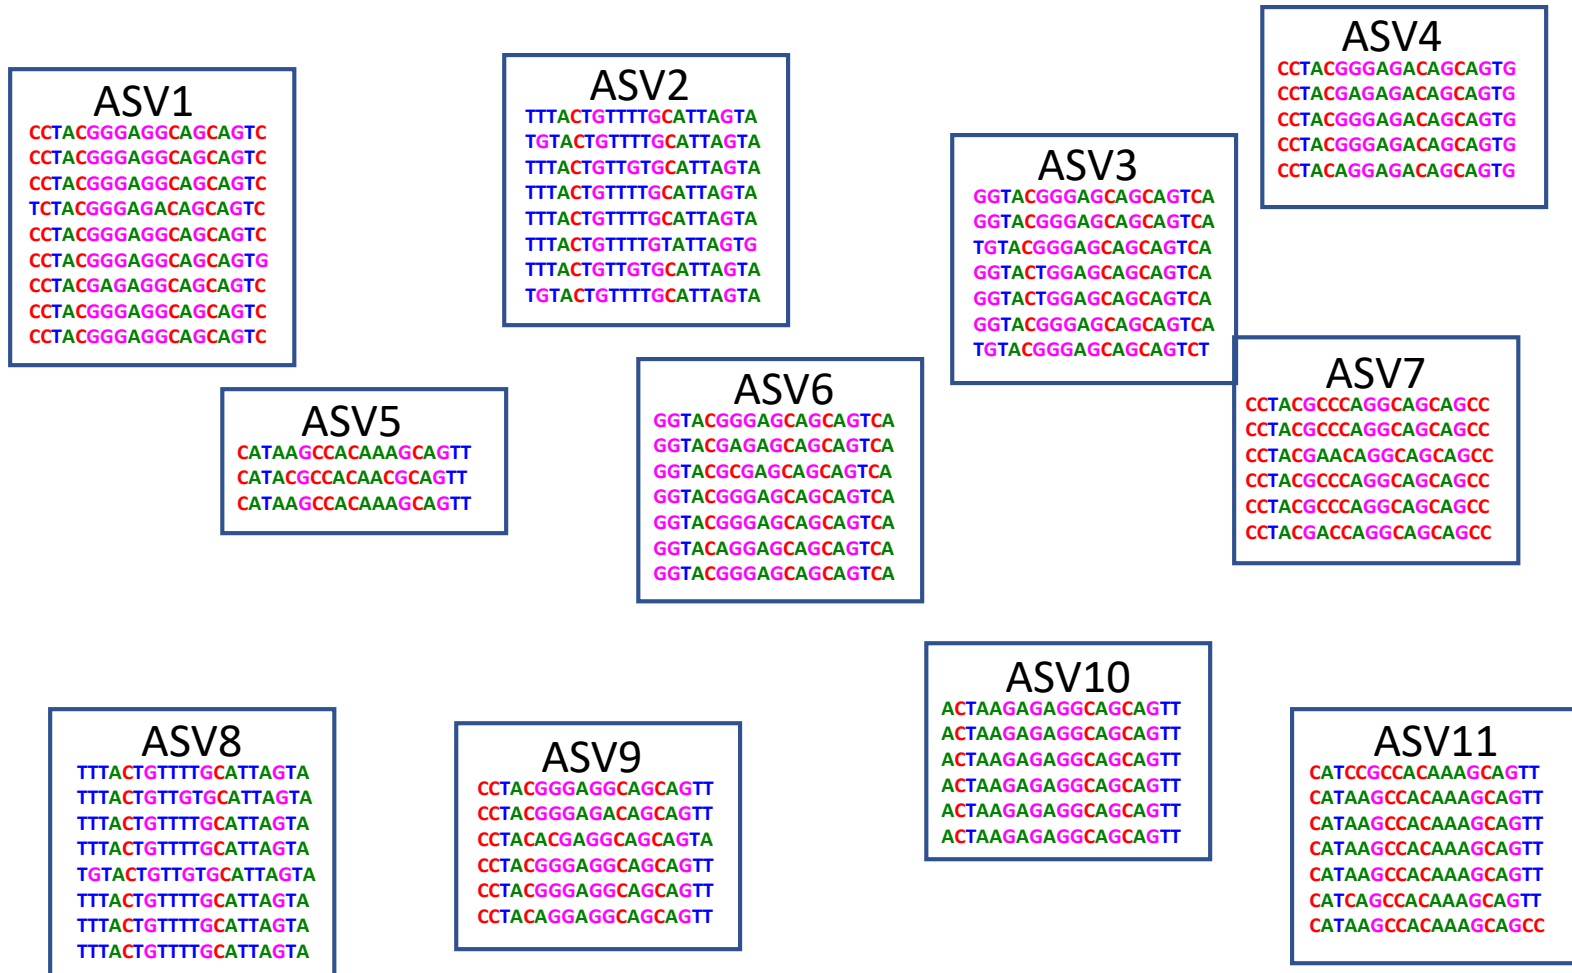 ASV1
CCTACGGGAGGCAGCAGTC
CCTACGGGAGGCAGCAGTC
CCTACGGGAGGCAGCAGTC
TCTACGGGAGACAGCAGTC
CCTACGGGAGGCAGCAGTC
CCTACGGGAGGCAGCAGTG
CCTACGAGAGGCAGCAGTC
CCTACGGGAGGCAGCAGTC
CCTACGGGAGGCAGCAGTC
ASV2
TTTACTGTTTTGCATTAGTA
TGTACTGTTTTGCATTAGTA
TTTACTGTTGTGCATTAGTA
TTTACTGTTTTGCATTAGTA
TTTACTGTTTTGCATTAGTA
TTTACTGTTTTGTATTAGTG
TTTACTGTTGTGCATTAGTA
TGTACTGTTTTGCATTAGTA
ASV3
GGTACGGGAGCAGCAGTCA
GGTACGGGAGCAGCAGTCA
TGTACGGGAGCAGCAGTCA
GGTACTGGAGCAGCAGTCA
GGTACTGGAGCAGCAGTCA
GGTACGGGAGCAGCAGTCA
TGTACGGGAGCAGCAGTCT
ASV4
CCTACGGGAGACAGCAGTG
CCTACGAGAGACAGCAGTG
CCTACGGGAGACAGCAGTG
CCTACGGGAGACAGCAGTG
CCTACAGGAGACAGCAGTG
ASV5
CATAAGCCACAAAGCAGTT
CATACGCCACAACGCAGTT
CATAAGCCACAAAGCAGTT
ASV6
GGTACGGGAGCAGCAGTCA
GGTACGAGAGCAGCAGTCA
GGTACGCGAGCAGCAGTCA
GGTACGGGAGCAGCAGTCA
GGTACGGGAGCAGCAGTCA
GGTACAGGAGCAGCAGTCA
GGTACGGGAGCAGCAGTCA
ASV7
CCTACGCCCAGGCAGCAGCC
CCTACGCCCAGGCAGCAGCC
CCTACGAACAGGCAGCAGCC
CCTACGCCCAGGCAGCAGCC
CCTACGCCCAGGCAGCAGCC
CCTACGACCAGGCAGCAGCC
ASV8
TTTACTGTTTTGCATTAGTA
TTTACTGTTGTGCATTAGTA
TTTACTGTTTTGCATTAGTA
TTTACTGTTTTGCATTAGTA
TGTACTGTTGTGCATTAGTA
TTTACTGTTTTGCATTAGTA
TTTACTGTTTTGCATTAGTA
TTTACTGTTTTGCATTAGTA
ASV9
CCTACGGGAGGCAGCAGTT
CCTACGGGAGACAGCAGTT
CCTACACGAGGCAGCAGTA
CCTACGGGAGGCAGCAGTT
CCTACGGGAGGCAGCAGTT
CCTACAGGAGGCAGCAGTT
ASV10
ACTAAGAGAGGCAGCAGTT
ACTAAGAGAGGCAGCAGTT
ACTAAGAGAGGCAGCAGTT
ACTAAGAGAGGCAGCAGTT
ACTAAGAGAGGCAGCAGTT
ACTAAGAGAGGCAGCAGTT
ASV11
CATCCGCCACAAAGCAGTT
CATAAGCCACAAAGCAGTT
CATAAGCCACAAAGCAGTT
CATAAGCCACAAAGCAGTT
CATAAGCCACAAAGCAGTT
CATCAGCCACAAAGCAGTT
CATAAGCCACAAAGCAGCC